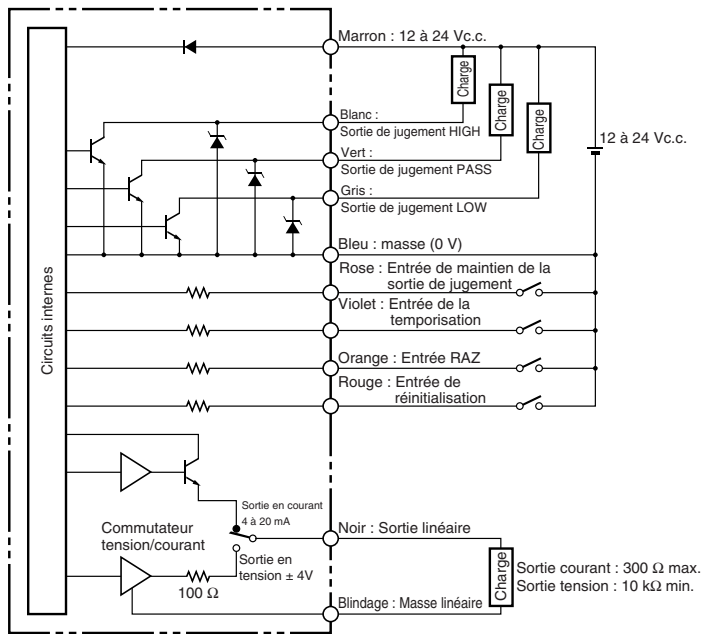 Marron : 12 à 24 Vc.c.
Charge
Charge
Charge
Blanc :
Sortie de jugement HIGH
12 à 24 Vc.c.
Vert :
Sortie de jugement PASS
Gris :
Sortie de jugement LOW
Bleu : masse (0 V)
Rose : Entrée de maintien de la
sortie de jugement
Violet : Entrée de la
temporisation
Circuits internes
Orange : Entrée RAZ
Rouge : Entrée de
réinitialisation
Sortie en courant
4 à 20 mA
Commutateur
tension/courant
Noir : Sortie linéaire
Sortie en
tension ± 4V
100 Ω
Charge
Sortie courant : 300 Ω max.
Sortie tension : 10 kΩ min.
Blindage : Masse linéaire